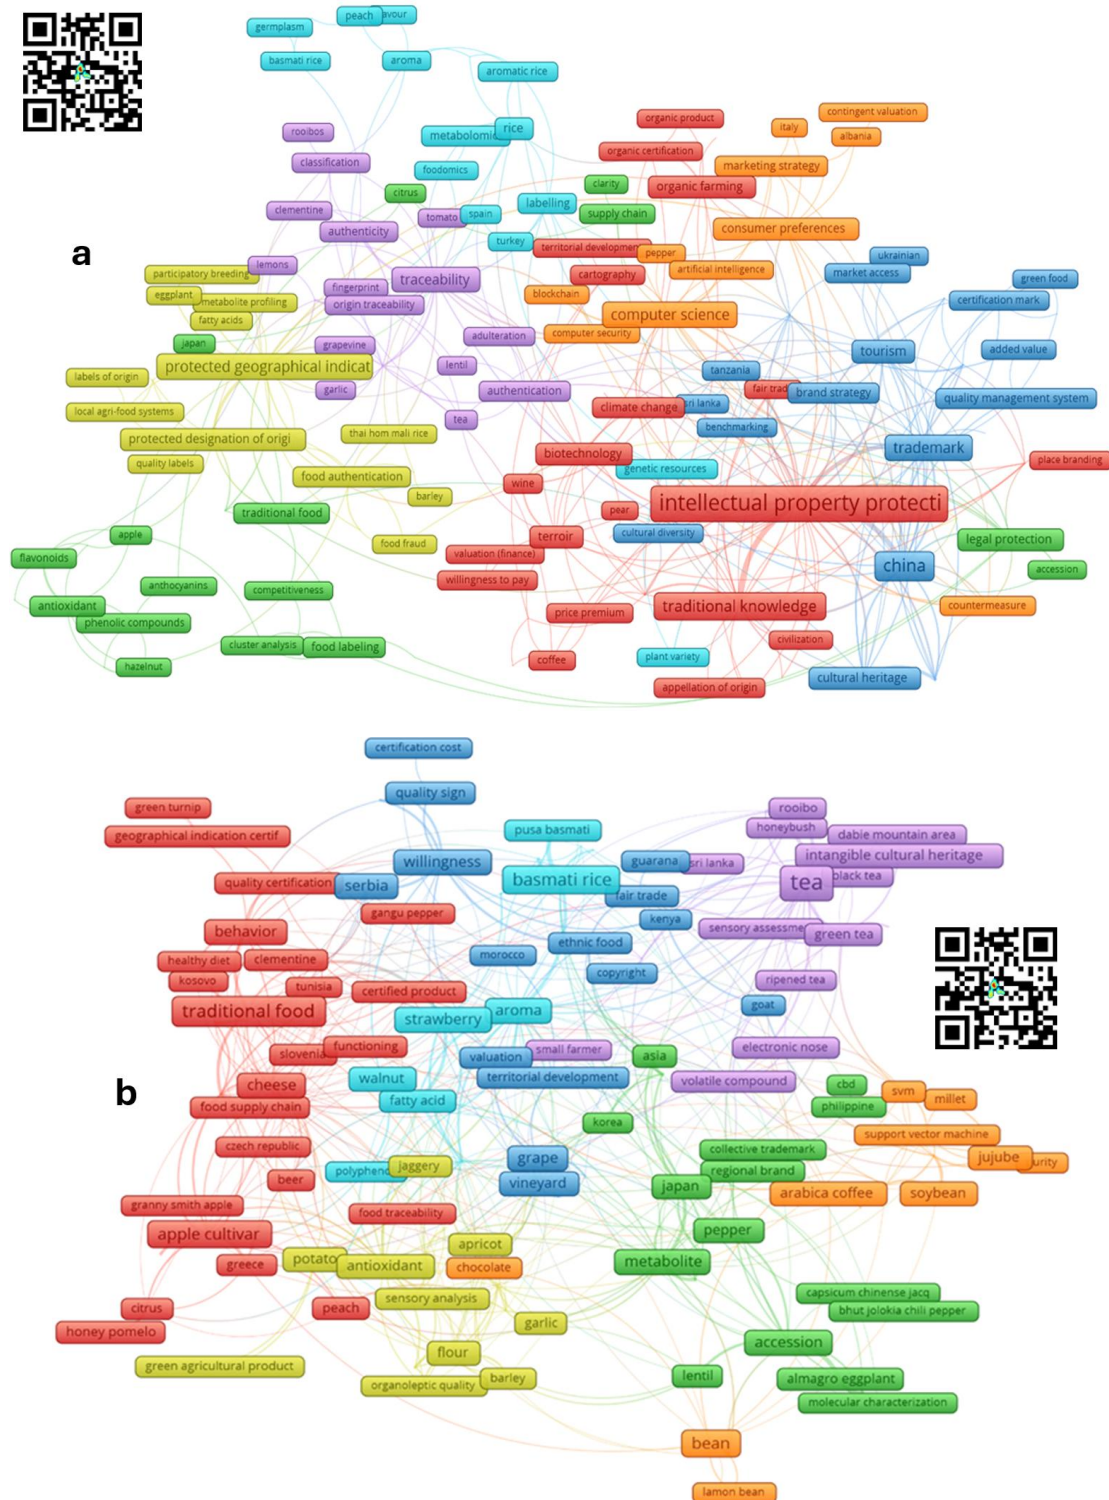 peach
avour
germplasm
basmati rice
aroma
aromatic rice
organic product
contingent valuation
italy
albania
rooibos
metabolomic
rice
classification
organic certification
marketing strategy
foodomics
citrus
clarity
organic farming
clementine
tomato
spain
labelling
supply chain
authenticity
turkey
consumer preferences
a
territorial developmen
pepper
ukrainian
participatory breeding
lemons
traceability
cartography
artificial intelligence
market access
green food
eggplant
metabolite profiling
fingerprint
origin traceability
blockchain
certification mark
fatty acids
computer science
japan
grapevine
adulteration
computer security
tourism
added value
protected geographical indicat
lentil
tanzania
labels of origin
garlic
authentication
fair trad
brand strategy
quality management system
local agri-food systems
tea
climate change
sri lanka
benchmarking
protected designation of origi
thai hom mali rice
trademark
quality labels
biotechnology
genetic resources
place branding
food authentication
wine
barley
intellectual property protecti
traditional food
pear
apple
terroir
cultural diversity
legal protection
flavonoids
food fraud
valuation (finance)
china
accession
anthocyanins
competitiveness
willingness to pay
antioxidant
phenolic compounds
price premium
traditional knowledge
countermeasure
cluster analysis
food labeling
civilization
hazelnut
coffee
plant variety
appellation of origin
cultural heritage
certification cost
quality sign
green turnip
rooibo
geographical indication certif
pusa basmati
honeybush
dabie mountain area
willingness
guarana
sri lanka
intangible cultural heritage
quality certification
serbia
basmati rice
tea
black tea
fair trade
gangu pepper
kenya
behavior
sensory assessme
green tea
healthy diet
clementine
morocco
ethnic food
kosovo
tunisia
certified product
copyright
ripened tea
traditional food
strawberry
aroma
goat
slovenia
functioning
valuation
small farmer
asia
electronic nose
b
cheese
walnut
territorial development
volatile compound
cbd
svm
millet
food supply chain
fatty acid
philippine
korea
czech republic
support vector machine
polypheno
jaggery
grape
collective trademark
jujube
urity
beer
vineyard
regional brand
japan
arabica coffee
soybean
granny smith apple
food traceability
apple cultivar
pepper
potato
apricot
greece
antioxidant
chocolate
metabolite
citrus
peach
sensory analysis
capsicum chinense jacq
bhut jolokia chili pepper
honey pomelo
garlic
green agricultural product
flour
accession
organoleptic quality
barley
lentil
almagro eggplant
molecular characterization
bean
lamon bean